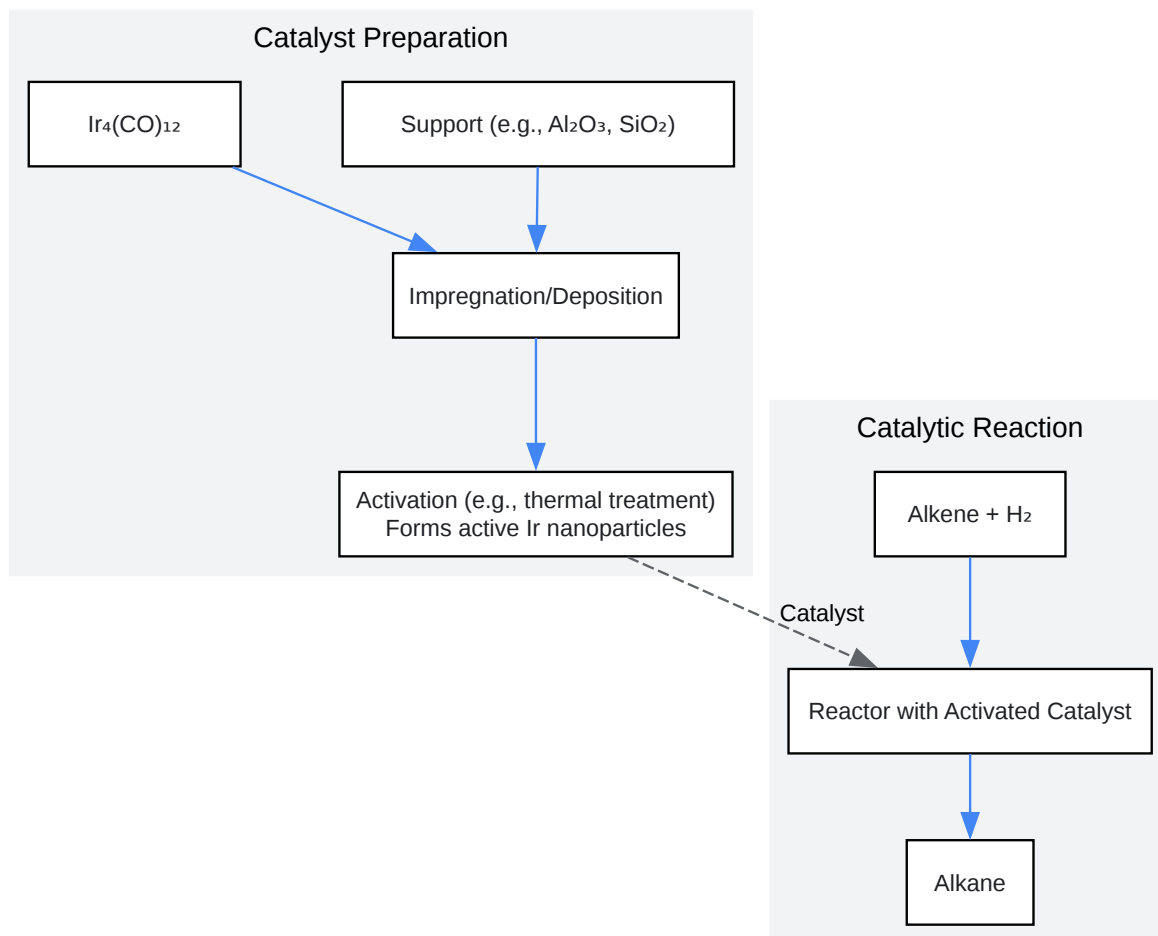 Catalyst Preparation
Ir₄(CO)₁₂
Support (e.g., Al₂O₃, SiO₂)
Impregnation/Deposition
Activation (e.g., thermal treatment)
Forms active Ir nanoparticles
Catalyst
Catalytic Reaction
Alkene + H₂
Reactor with Activated Catalyst
Alkane